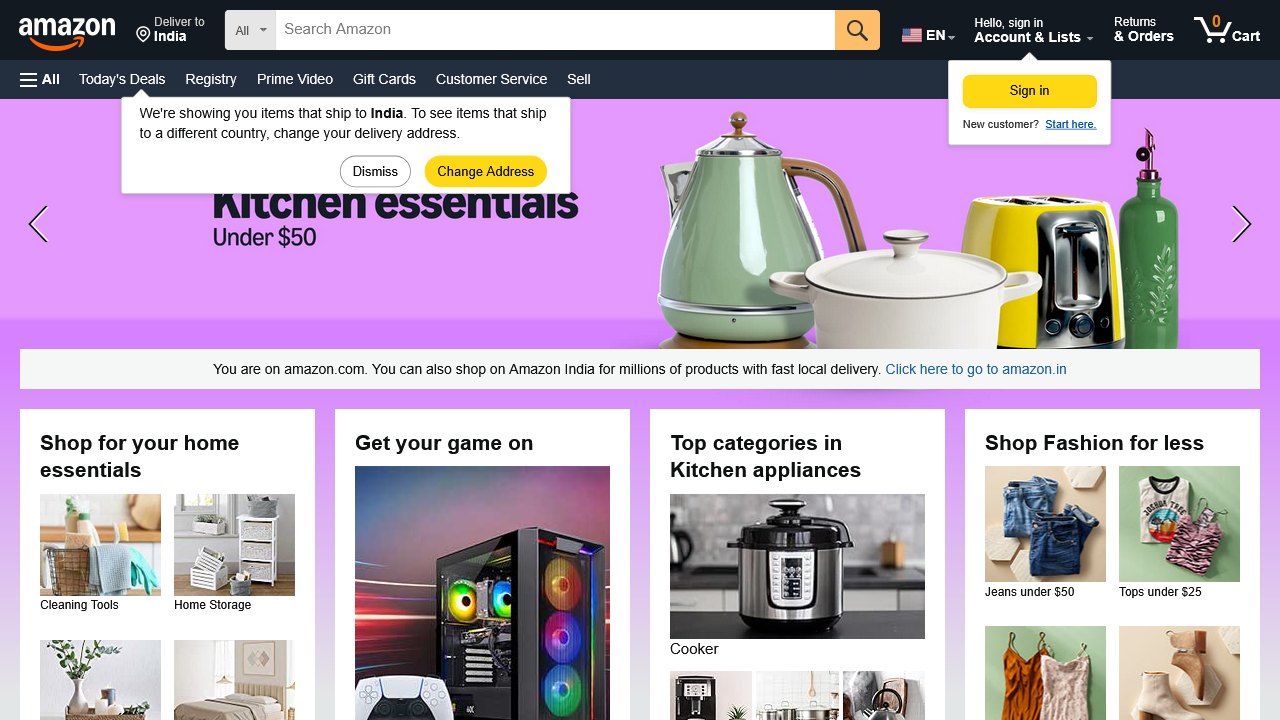 amazon
Deliver to
India
All
Search Amazon
EN
Hello, sign in
Account & Lists
Returns
& Orders
0
Cart
All
Today's Deals
Registry
Prime Video
Gift Cards
Customer Service
Sell
Sign in
New customer? Start here.
We're showing you items that ship to India. To see items that ship
to a different country, change your delivery address.
Dismiss
Change Address
Kitchen essentials
Under $50
You are on amazon.com. You can also shop on Amazon India for millions of products with fast local delivery. Click here to go to amazon.in
Shop for your home
essentials
Cleaning Tools
Home Storage
Get your game on
Top categories in
Kitchen appliances
Cooker
Shop Fashion for less
Jeans under $50
Tops under $25